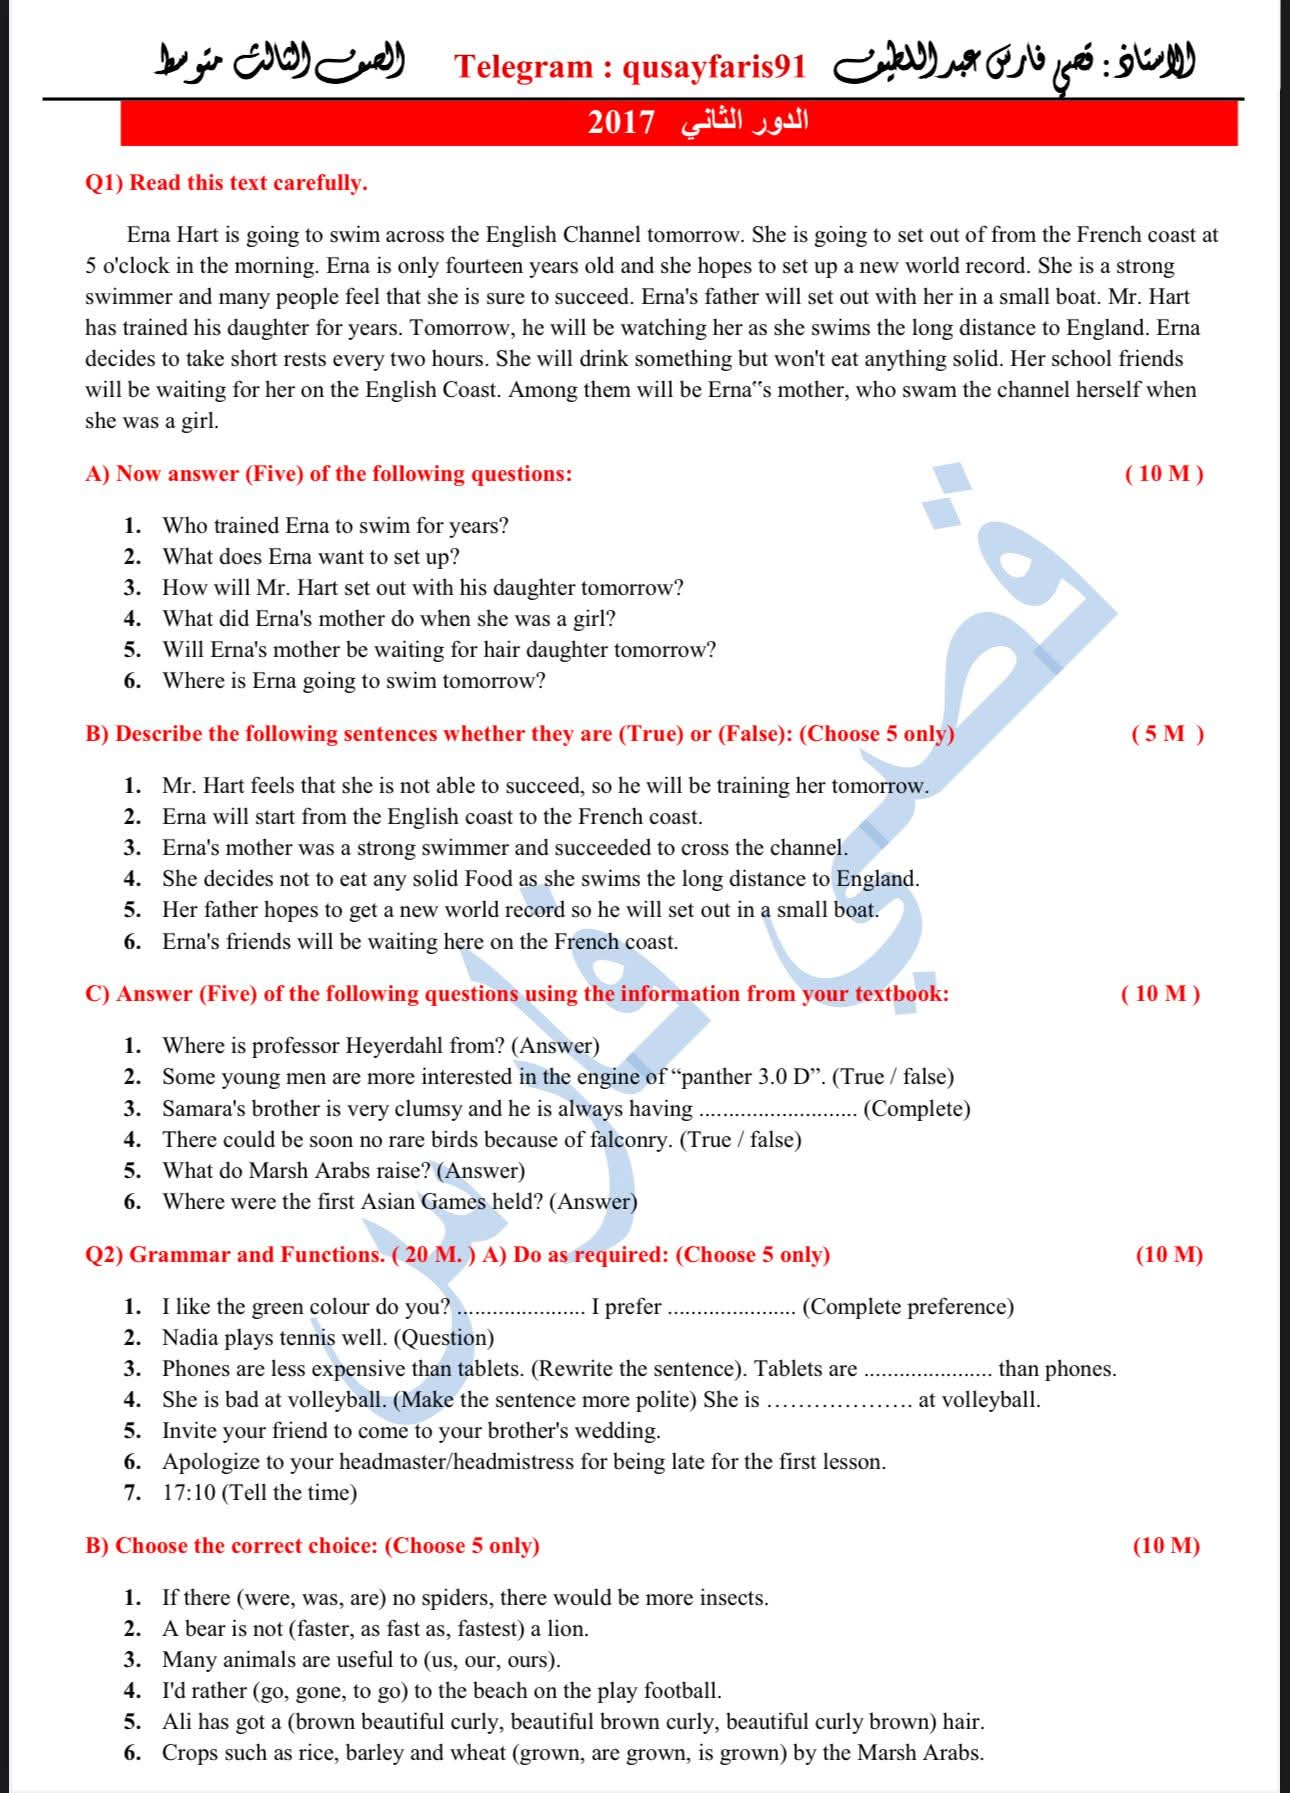 الاستاذ : قصي فارس عبد اللطيف Telegram : qusayfaris91 الصف الثالث متوسط
الدور الثاني 2017
Q1) Read this text carefully.
Erna Hart is going to swim across the English Channel tomorrow. She is going to set out of from the French coast at
5 o'clock in the morning. Erna is only fourteen years old and she hopes to set up a new world record. She is a strong
swimmer and many people feel that she is sure to succeed. Erna's father will set out with her in a small boat. Mr. Hart
has trained his daughter for years. Tomorrow, he will be watching her as she swims the long distance to England. Erna
decides to take short rests every two hours. She will drink something but won't eat anything solid. Her school friends
will be waiting for her on the English Coast. Among them will be Erna‟s mother, who swam the channel herself when
she was a girl.
A) Now answer (Five) of the following questions: ( 10 M )
1. Who trained Erna to swim for years?
2. What does Erna want to set up?
3. How will Mr. Hart set out with his daughter tomorrow?
4. What did Erna's mother do when she was a girl?
5. Will Erna's mother be waiting for hair daughter tomorrow?
6. Where is Erna going to swim tomorrow?
B) Describe the following sentences whether they are (True) or (False): (Choose 5 only) ( 5 M )
1. Mr. Hart feels that she is not able to succeed, so he will be training her tomorrow.
2. Erna will start from the English coast to the French coast.
3. Erna's mother was a strong swimmer and succeeded to cross the channel.
4. She decides not to eat any solid Food as she swims the long distance to England.
5. Her father hopes to get a new world record so he will set out in a small boat.
6. Erna's friends will be waiting here on the French coast.
C) Answer (Five) of the following questions using the information from your textbook: ( 10 M )
1. Where is professor Heyerdahl from? (Answer)
2. Some young men are more interested in the engine of “panther 3.0 D”. (True / false)
3. Samara's brother is very clumsy and he is always having ........................... (Complete)
4. There could be soon no rare birds because of falconry. (True / false)
5. What do Marsh Arabs raise? (Answer)
6. Where were the first Asian Games held? (Answer)
Q2) Grammar and Functions. ( 20 M. ) A) Do as required: (Choose 5 only) (10 M)
1. I like the green colour do you? ...................... I prefer ...................... (Complete preference)
2. Nadia plays tennis well. (Question)
3. Phones are less expensive than tablets. (Rewrite the sentence). Tablets are ...................... than phones.
4. She is bad at volleyball. (Make the sentence more polite) She is ................... at volleyball.
5. Invite your friend to come to your brother's wedding.
6. Apologize to your headmaster/headmistress for being late for the first lesson.
7. 17:10 (Tell the time)
B) Choose the correct choice: (Choose 5 only) (10 M)
1. If there (were, was, are) no spiders, there would be more insects.
2. A bear is not (faster, as fast as, fastest) a lion.
3. Many animals are useful to (us, our, ours).
4. I'd rather (go, gone, to go) to the beach on the play football.
5. Ali has got a (brown beautiful curly, beautiful brown curly, beautiful curly brown) hair.
6. Crops such as rice, barley and wheat (grown, are grown, is grown) by the Marsh Arabs.
قصي فارس